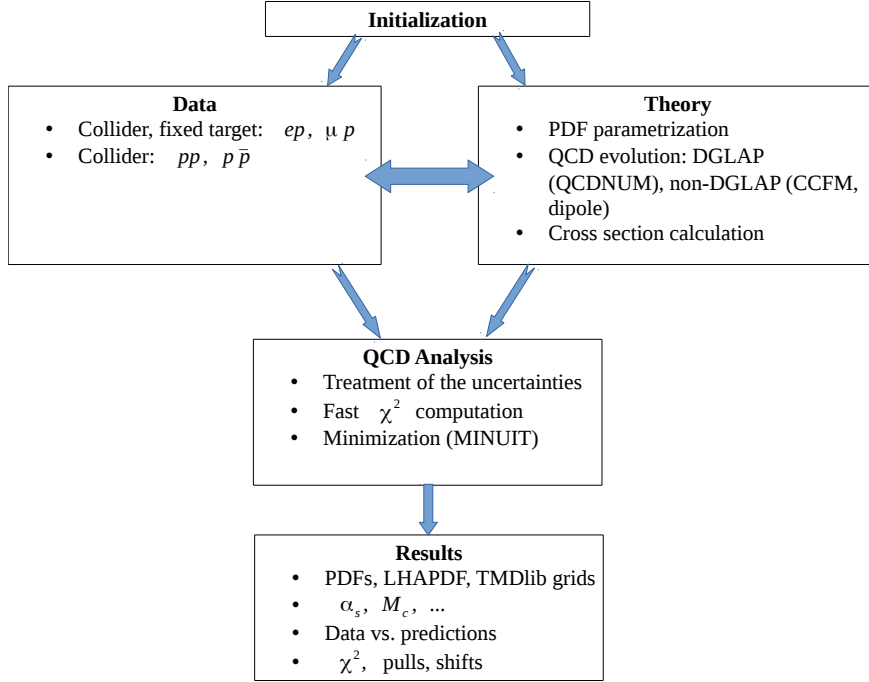 Initialization
Data
• Collider, fixed target: ep, μ p
• Collider: pp, p p̄
Theory
• PDF parametrization
• QCD evolution: DGLAP
(QCDNUM), non-DGLAP (CCFM,
dipole)
• Cross section calculation
QCD Analysis
• Treatment of the uncertainties
• Fast χ² computation
• Minimization (MINUIT)
Results
• PDFs, LHAPDF, TMDlib grids
• αₛ, M_c, ...
• Data vs. predictions
• χ², pulls, shifts